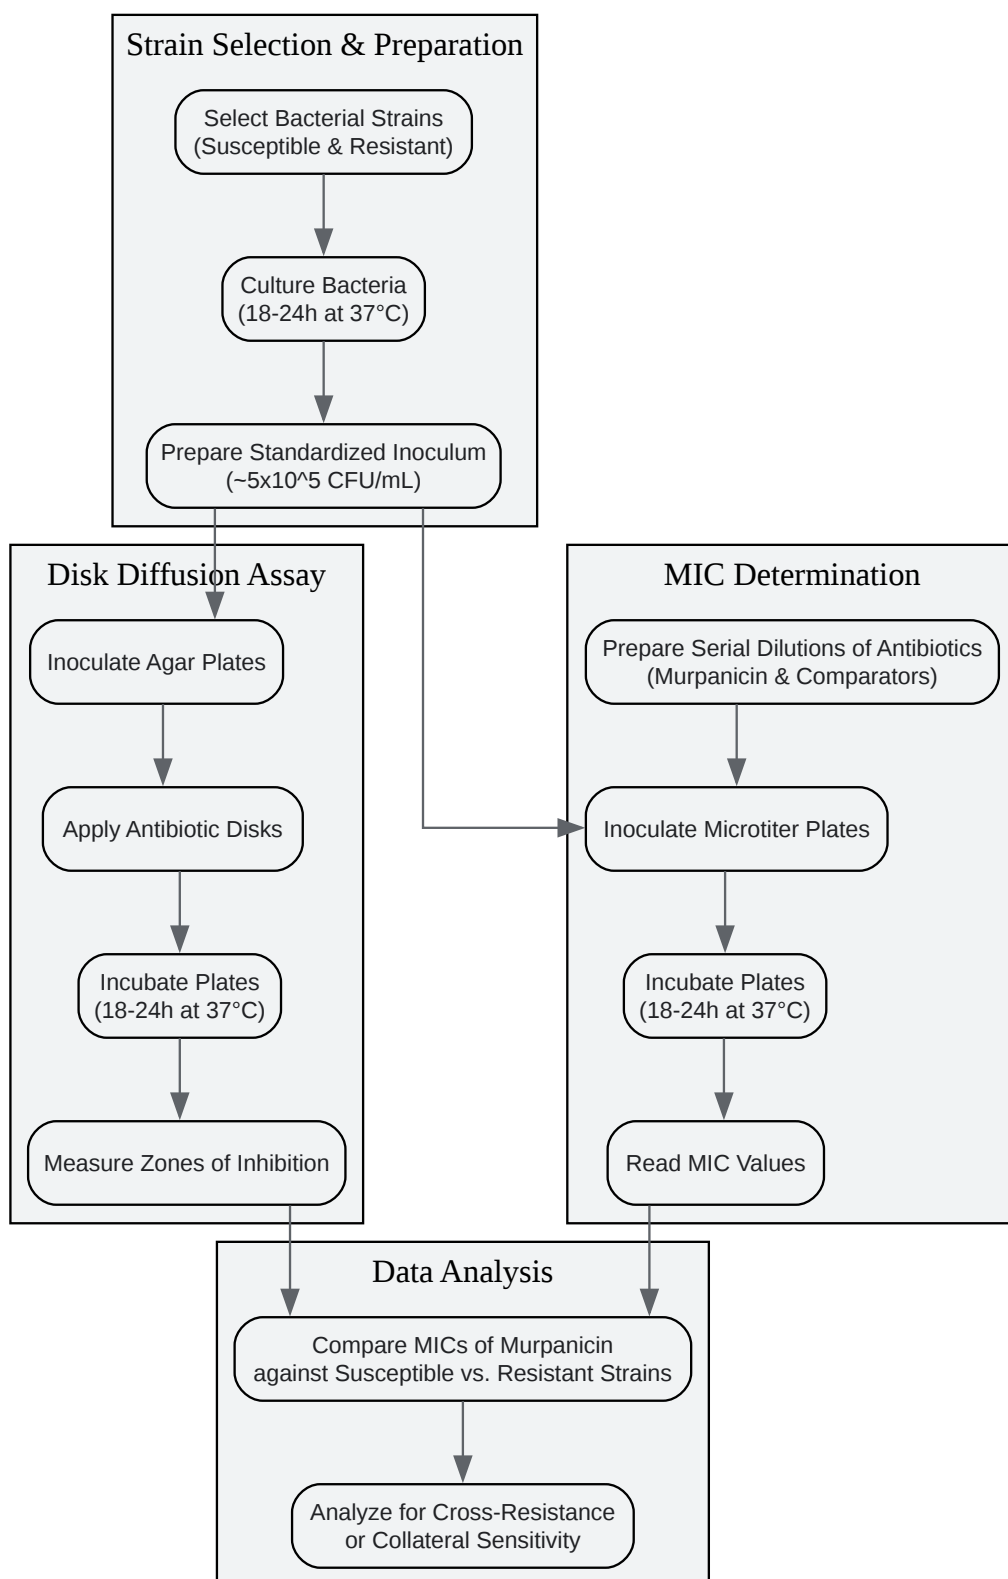 Strain Selection & Preparation
Select Bacterial Strains
(Susceptible & Resistant)
Culture Bacteria
(18-24h at 37°C)
Prepare Standardized Inoculum
(~5x10^5 CFU/mL)
Disk Diffusion Assay
Inoculate Agar Plates
Apply Antibiotic Disks
Incubate Plates
(18-24h at 37°C)
Measure Zones of Inhibition
MIC Determination
Prepare Serial Dilutions of Antibiotics
(Murpanicin & Comparators)
Inoculate Microtiter Plates
Incubate Plates
(18-24h at 37°C)
Read MIC Values
Data Analysis
Compare MICs of Murpanicin
against Susceptible vs. Resistant Strains
Analyze for Cross-Resistance
or Collateral Sensitivity